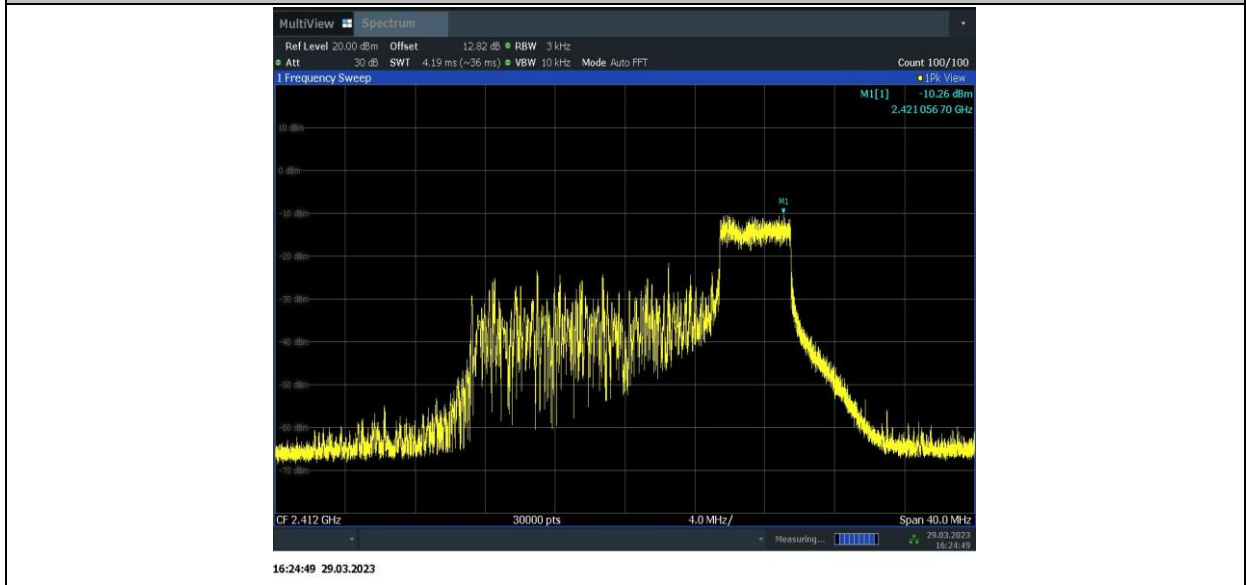 MultiView Spectrum
Ref Level 20.00 dBm Offset 12.82 dB RBW 3 kHz
Att 30 dB SWT 4.19 ms (~36 ms) VBW 10 kHz Mode Auto FFT Count 100/100
1 Frequency Sweep 1Pk View
M1[1] -10.26 dBm
2.421 056 70 GHz
10 dBm
0 dBm
M1
-10 dBm
-20 dBm
-30 dBm
-40 dBm
-50 dBm
-60 dBm
-70 dBm
CF 2.412 GHz 30000 pts 4.0 MHz/ Span 40.0 MHz
Measuring... 29.03.2023
16:24:49
16:24:49 29.03.2023